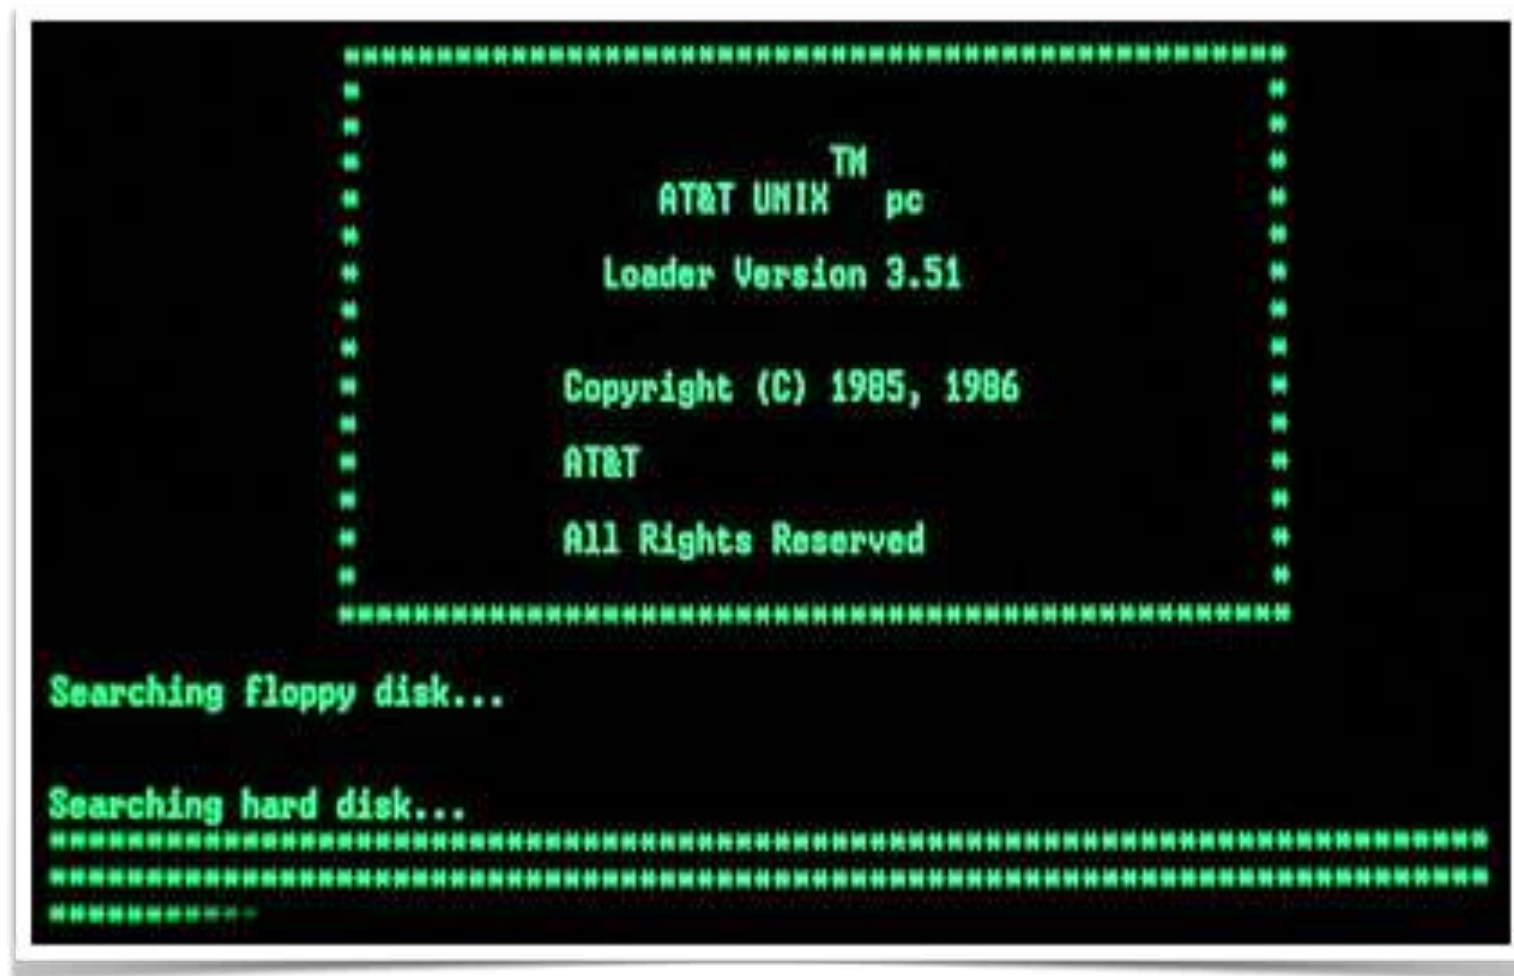 TM
AT&T UNIX pc
Loader Version 3.51
Copyright (C) 1985, 1986
AT&T
All Rights Reserved
Searching floppy disk...
Searching hard disk...